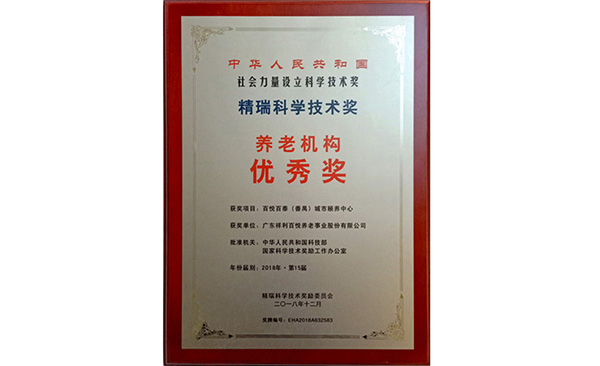 中华人民共和国
社会力量设立科学技术奖
精瑞科学技术奖
养老机构
优秀奖
获奖项目：百悦百泰（番禺）城市颐养中心
获奖单位：广东祥利百悦养老事业股份有限公司
批准机关：中华人民共和国科技部
国家科学技术奖励工作办公室
年份届别：2018年·第15届
精瑞科学技术奖励委员会
二〇一八年十二月
奖牌编号：EHA2018A632583